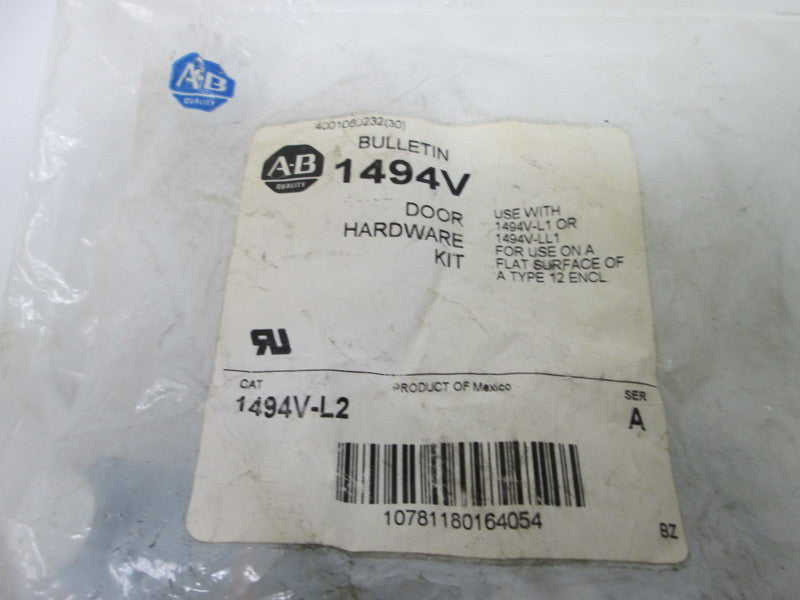 A-B
QUALITY
4001060232(30)
BULLETIN
A-B
QUALITY
1494V
DOOR
HARDWARE
KIT
USE WITH
1494V-L1 OR
1494V-LL1
FOR USE ON A
FLAT SURFACE OF
A TYPE 12 ENCL
CAT
PRODUCT OF Mexico
SER
1494V-L2
A
10781180164054
BZ